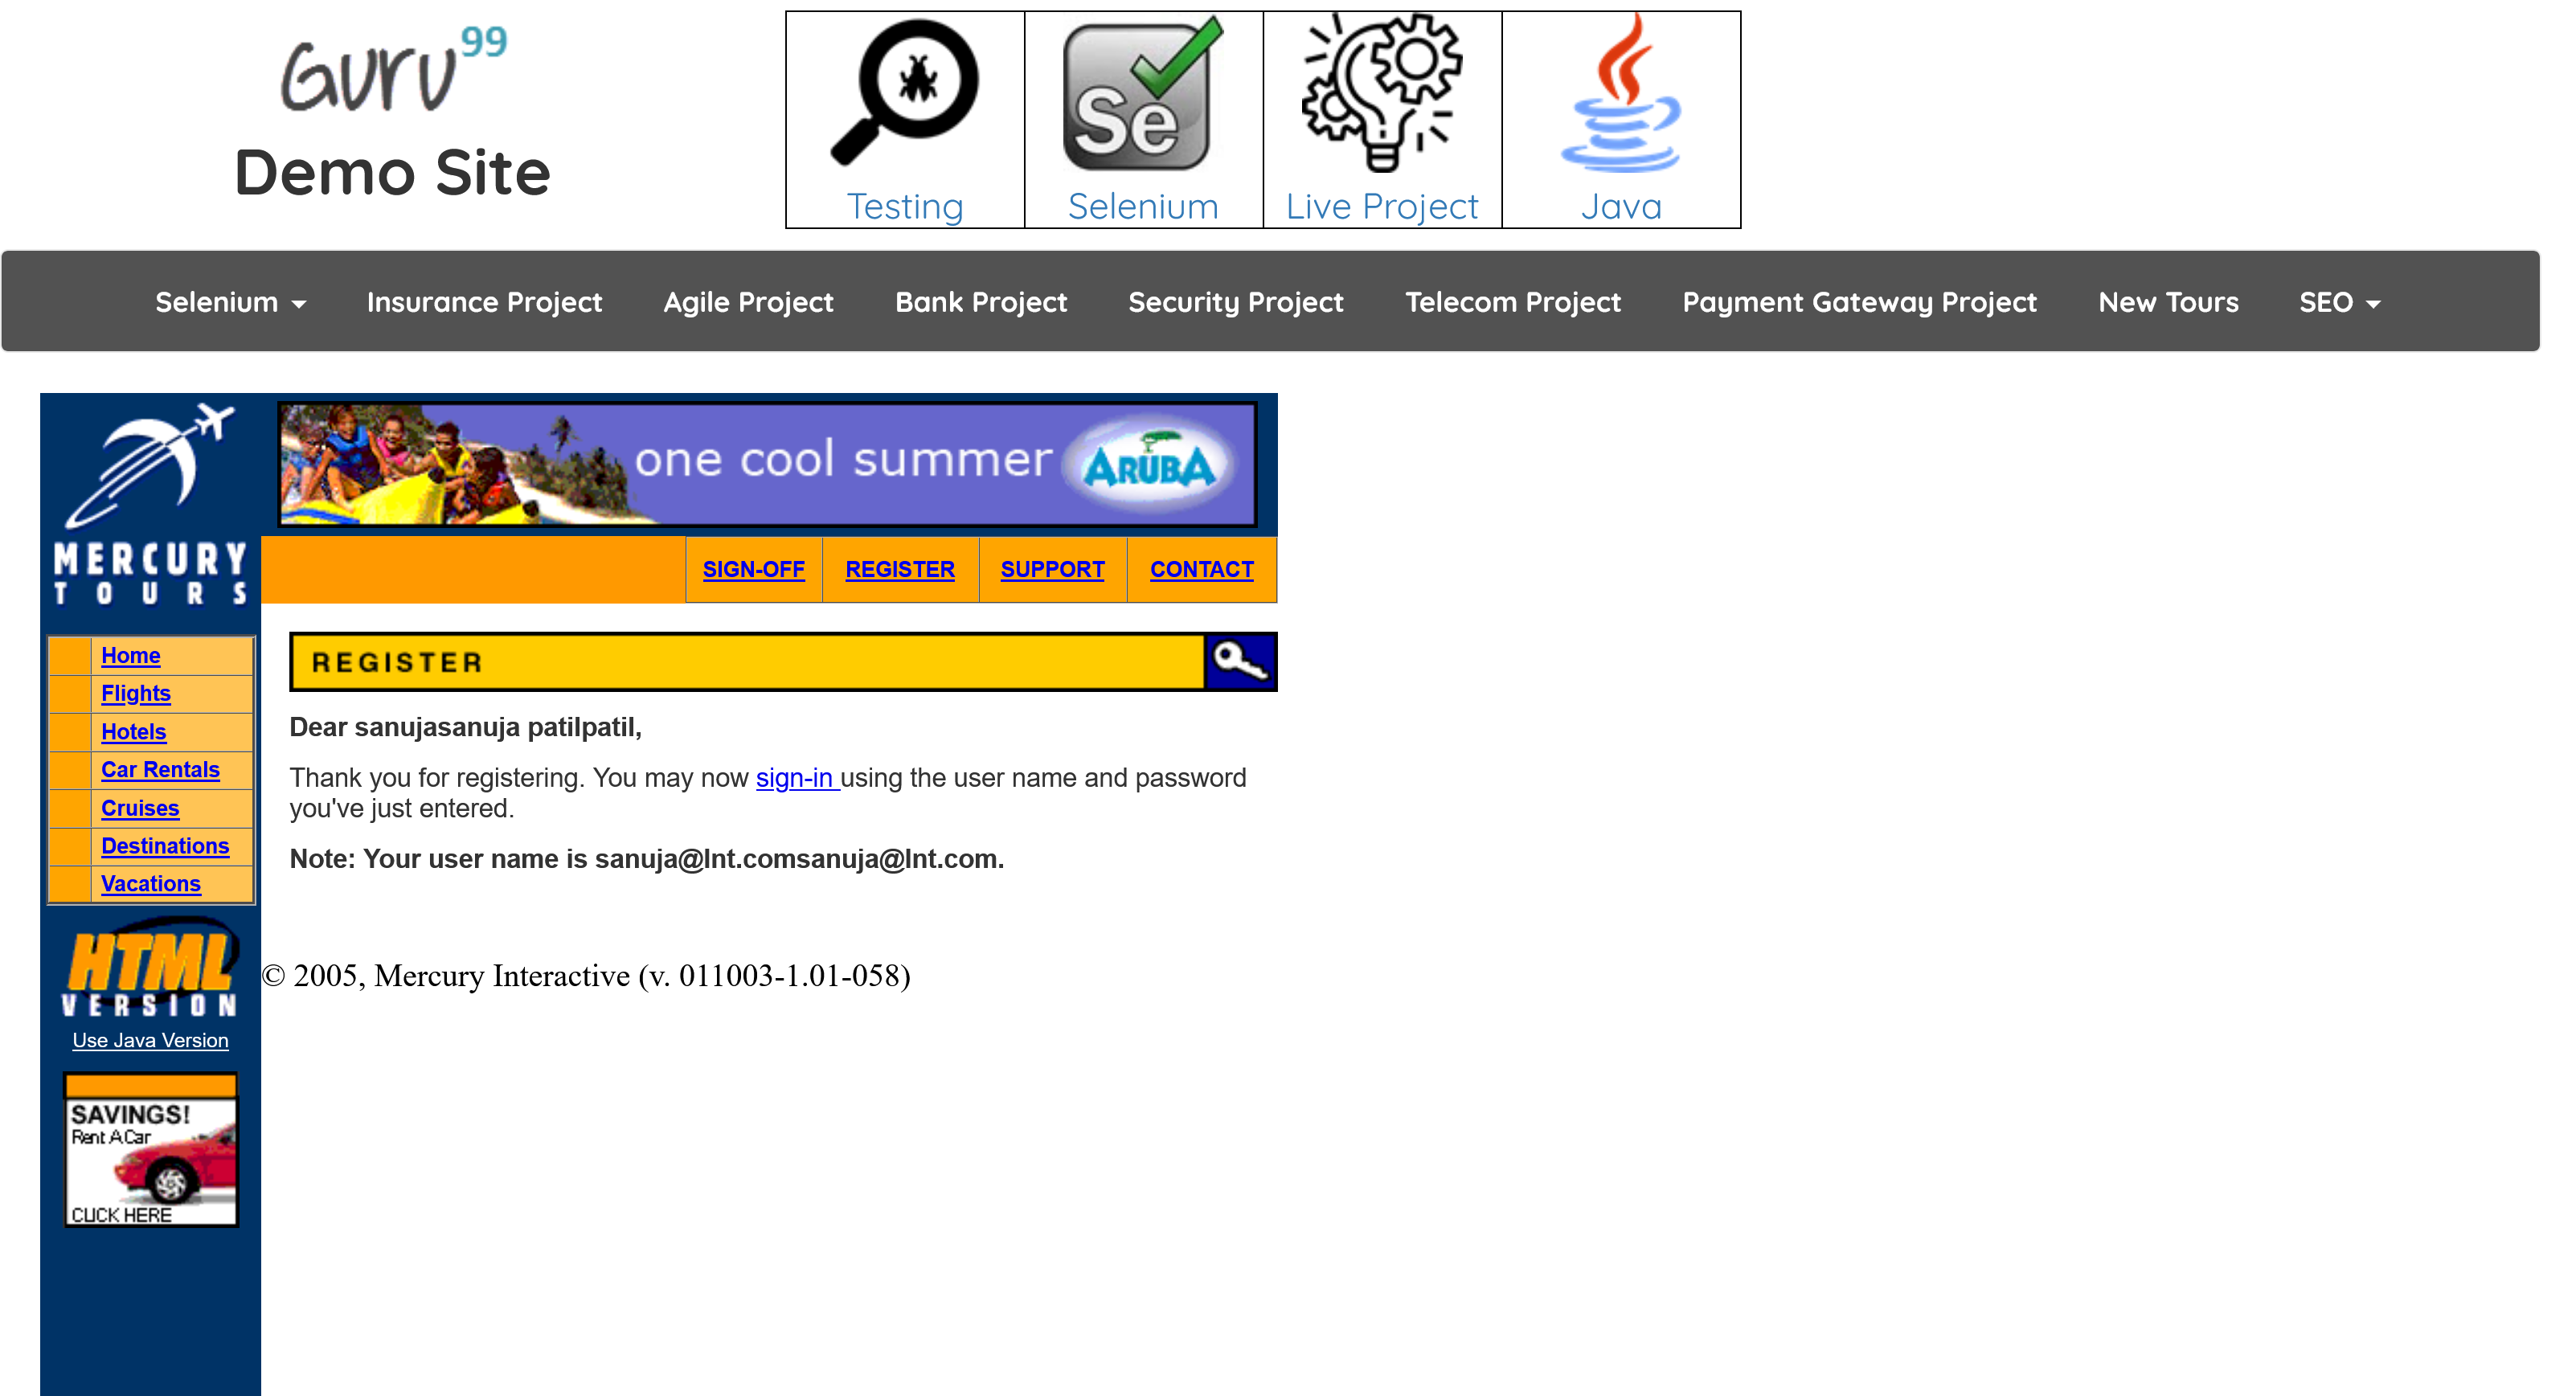 Guru99
Demo Site
Se
Testing
Selenium
Live Project
Java
Selenium
Insurance Project
Agile Project
Bank Project
Security Project
Telecom Project
Payment Gateway Project
New Tours
SEO
MERCURY
TOURS
one cool summer
ARUBA
SIGN-OFF
REGISTER
SUPPORT
CONTACT
Home
Flights
Hotels
Car Rentals
Cruises
Destinations
Vacations
HTML
VERSION
Use Java Version
SAVINGS!
Rent A Car
CLICK HERE
REGISTER
Dear sanujasanuja patilpatil,
Thank you for registering. You may now sign-in using the user name and password
you've just entered.
Note: Your user name is sanuja@lnt.comsanuja@lnt.com.
© 2005, Mercury Interactive (v. 011003-1.01-058)